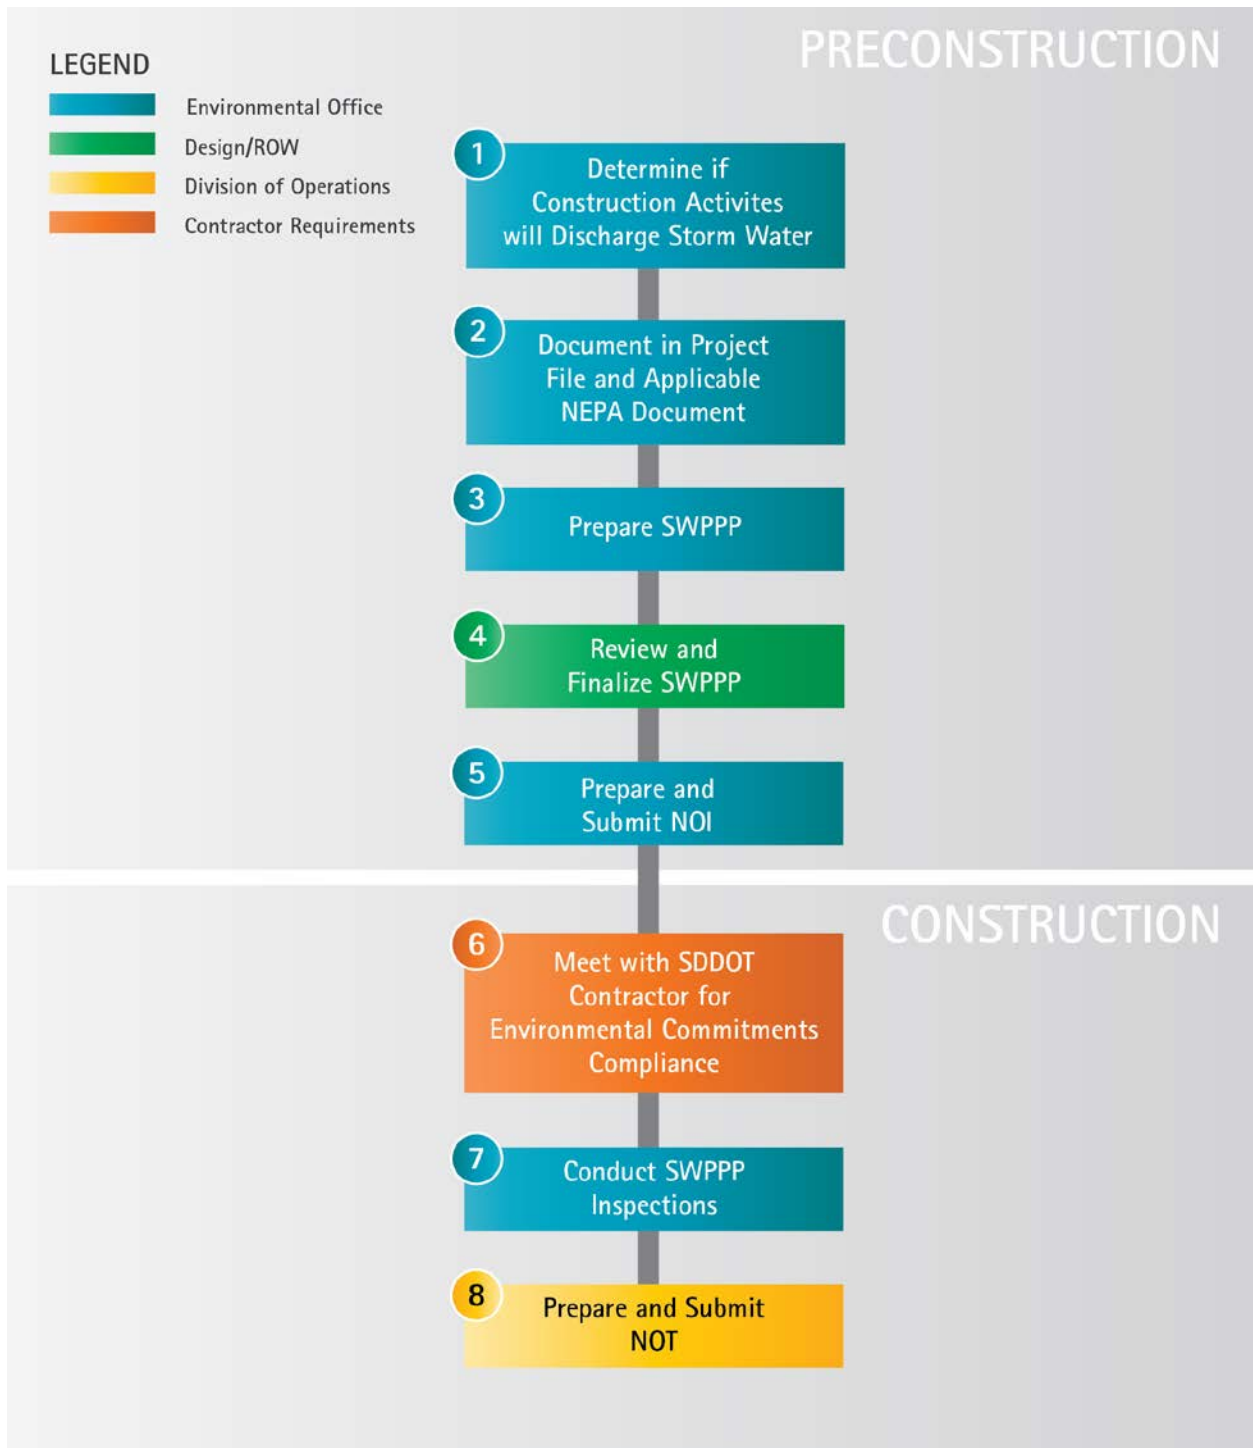 PRECONSTRUCTION
LEGEND
Environmental Office
Design/ROW
Division of Operations
Contractor Requirements
1
Determine if
Construction Activites
will Discharge Storm Water
2
Document in Project
File and Applicable
NEPA Document
3
Prepare SWPPP
4
Review and
Finalize SWPPP
5
Prepare and
Submit NOI
CONSTRUCTION
6
Meet with SDDOT
Contractor for
Environmental Commitments
Compliance
7
Conduct SWPPP
Inspections
8
Prepare and Submit
NOT